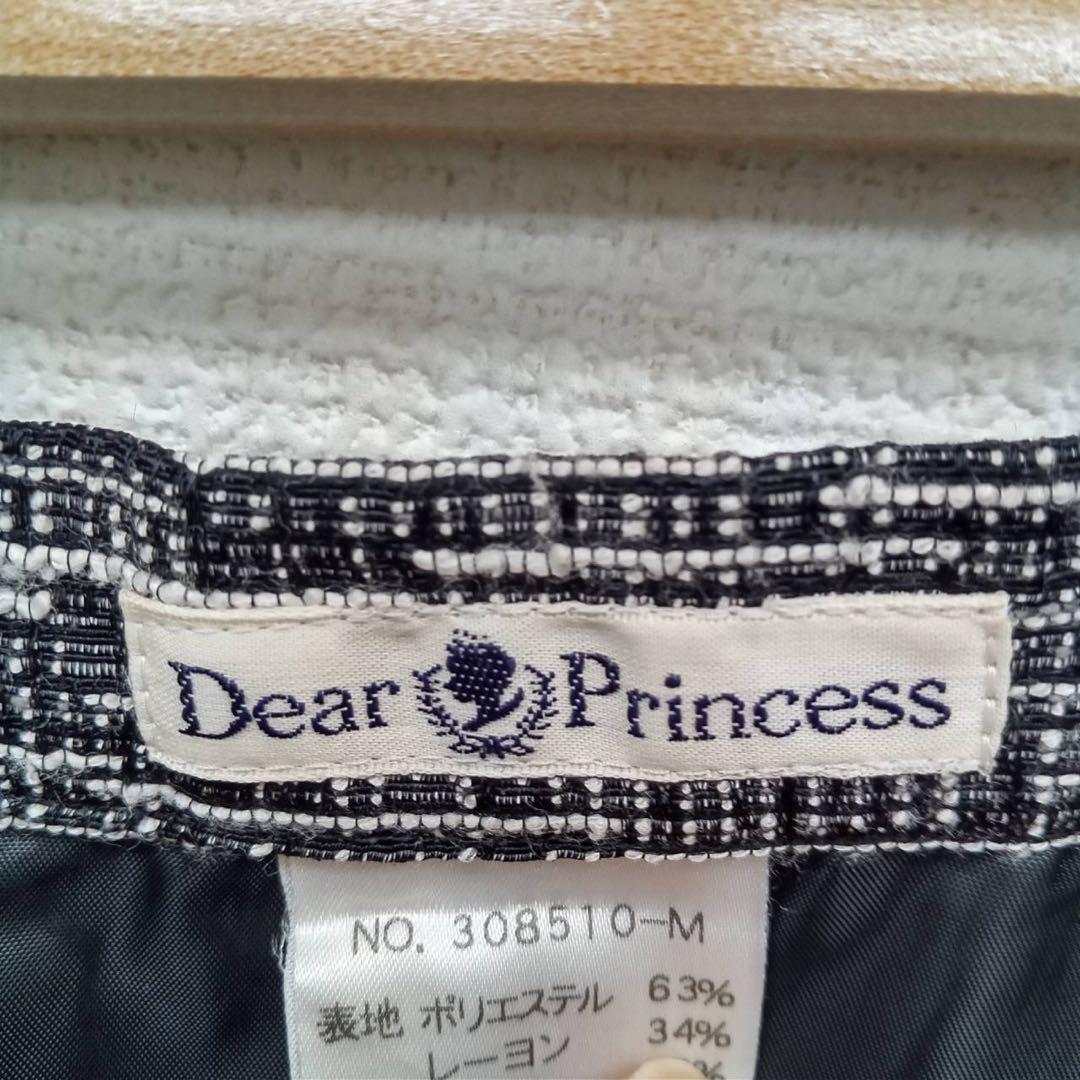 Dear Princess
NO. 308510-M
表地 ポリエステル 63%
レーヨン 34%
%